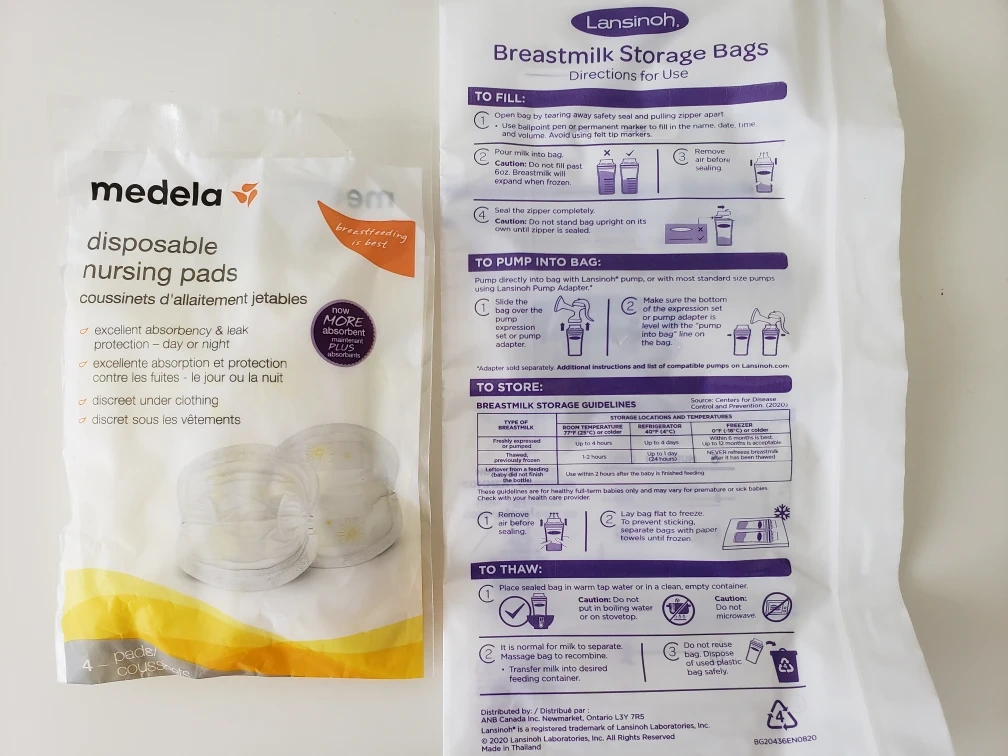 medela
me
breastfeeding
is best
disposable
nursing pads
coussinets d'allaitement jetables
excellent absorbency & leak
protection – day or night
excellente absorption et protection
contre les fuites - le jour ou la nuit
discreet under clothing
discret sous les vêtements
now
MORE
absorbent
maintenant
PLUS
absorbants
4 – pads/
Lansinoh.
Breastmilk Storage Bags
Directions for Use
TO FILL:
1 Open bag by tearing away safety seal and pulling zipper apart.
• Use ballpoint pen or permanent marker to fill in the name, date, time,
and volume. Avoid using felt tip markers.
2 Pour milk into bag.
Caution: Do not fill past
6oz. Breastmilk will
expand when frozen.
3 Remove
air before
sealing.
4 Seal the zipper completely.
Caution: Do not stand bag upright on its
own until zipper is sealed.
TO PUMP INTO BAG:
Pump directly into bag with Lansinoh® pump, or with most standard size pumps
using Lansinoh Pump Adapter.*
1 Slide the
bag over the
pump
expression
set or pump
adapter.
2 Make sure the bottom
of the expression set
or pump adapter is
level with the "pump
into bag" line on
the bag.
*Adapter sold separately. Additional instructions and list of compatible pumps on Lansinoh.com
TO STORE:
BREASTMILK STORAGE GUIDELINES
Source: Centers for Disease
Control and Prevention. (2020)
TYPE OF
BREASTMILK
STORAGE LOCATIONS AND TEMPERATURES
ROOM TEMPERATURE
77°F (25°C) or colder
REFRIGERATOR
40°F (4°C)
FREEZER
0°F (-18°C) or colder
Freshly expressed
or pumped
Up to 4 hours
Up to 4 days
Within 6 months is best.
Up to 12 months is acceptable
Thawed,
previously frozen
1-2 hours
Up to 1 day
(24 hours)
NEVER refreeze breastmilk
after it has been thawed
Leftover from a feeding
(baby did not finish
the bottle)
Use within 2 hours after the baby is finished feeding
These guidelines are for healthy full-term babies only and may vary for premature or sick babies.
Check with your health care provider.
1 Remove
air before
sealing.
2 Lay bag flat to freeze.
To prevent sticking,
separate bags with paper
towels until frozen.
TO THAW:
1 Place sealed bag in warm tap water or in a clean, empty container.
Caution: Do not
put in boiling water
or on stovetop.
Caution:
Do not
microwave.
2 It is normal for milk to separate.
Massage bag to recombine.
• Transfer milk into desired
feeding container.
3 Do not reuse
bag. Dispose
of used plastic
bag safely.
Distributed by: / Distribué par :
ANB Canada Inc. Newmarket, Ontario L3Y 7R5
Lansinoh® is a registered trademark of Lansinoh Laboratories, Inc.
© 2020 Lansinoh Laboratories, Inc. All Rights Reserved
Made in Thailand
4
BG20436EN0820